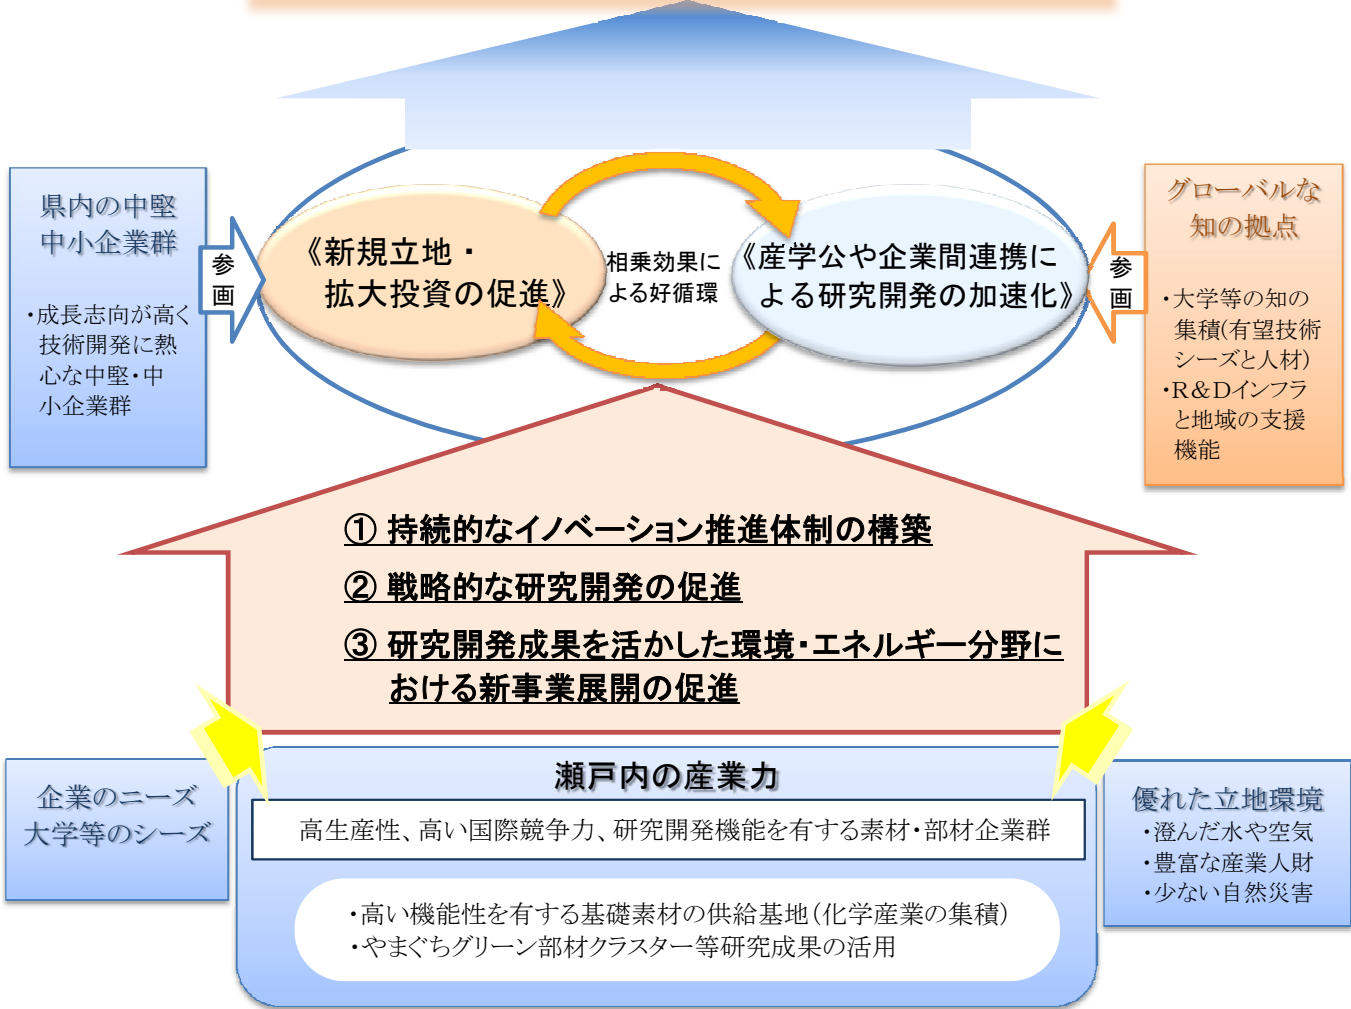 県内の中堅
中小企業群
・成長志向が高く
技術開発に熱
心な中堅・中
小企業群
参
画
《新規立地・
拡大投資の促進》
相乗効果に
よる好循環
《産学公や企業間連携に
よる研究開発の加速化》
参
画
グローバルな
知の拠点
・大学等の知の
集積(有望技術
シーズと人材)
・R&Dインフラ
と地域の支援
機能
① 持続的なイノベーション推進体制の構築
② 戦略的な研究開発の促進
③ 研究開発成果を活かした環境・エネルギー分野に
おける新事業展開の促進
企業のニーズ
大学等のシーズ
瀬戸内の産業力
高生産性、高い国際競争力、研究開発機能を有する素材・部材企業群
・高い機能性を有する基礎素材の供給基地(化学産業の集積)
・やまぐちグリーン部材クラスター等研究成果の活用
優れた立地環境
・澄んだ水や空気
・豊富な産業人財
・少ない自然災害